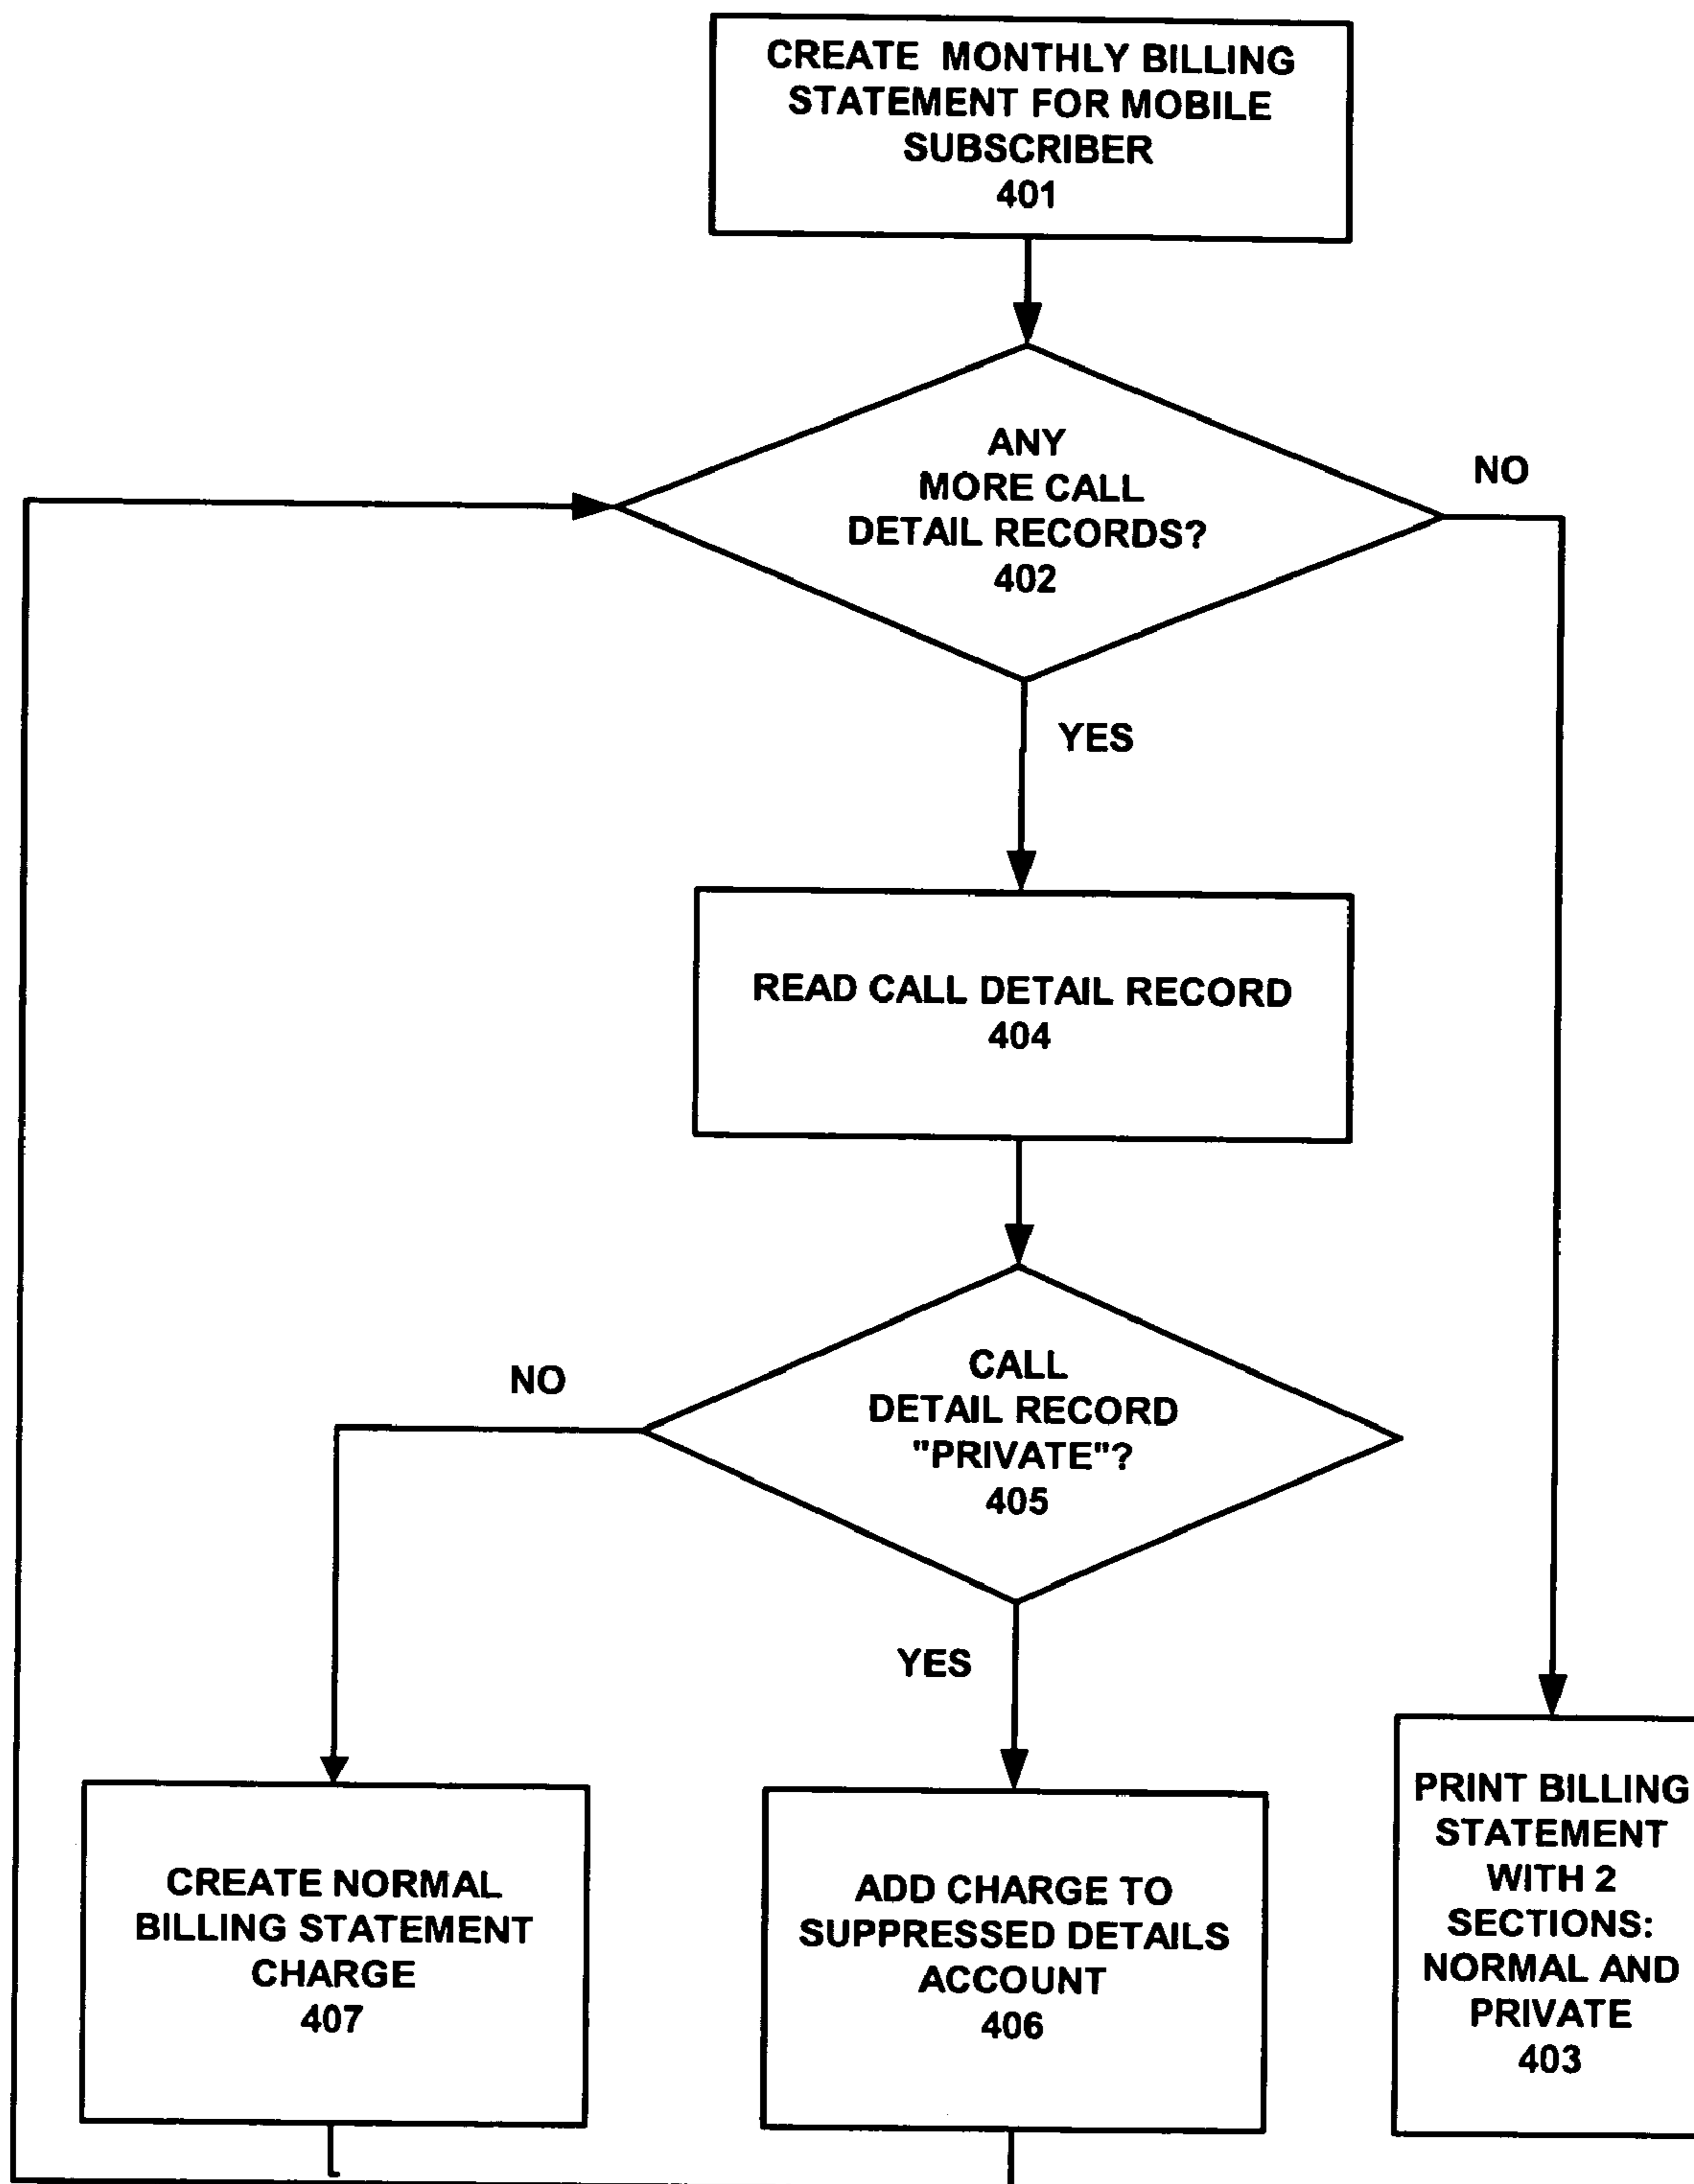 CREATE MONTHLY BILLING
STATEMENT FOR MOBILE
SUBSCRIBER
401
ANY
MORE CALL
DETAIL RECORDS?
402
NO
YES
READ CALL DETAIL RECORD
404
CALL
DETAIL RECORD
"PRIVATE"?
405
NO
YES
CREATE NORMAL
BILLING STATEMENT
CHARGE
407
ADD CHARGE TO
SUPPRESSED DETAILS
ACCOUNT
406
PRINT BILLING
STATEMENT
WITH 2
SECTIONS:
NORMAL AND
PRIVATE
403